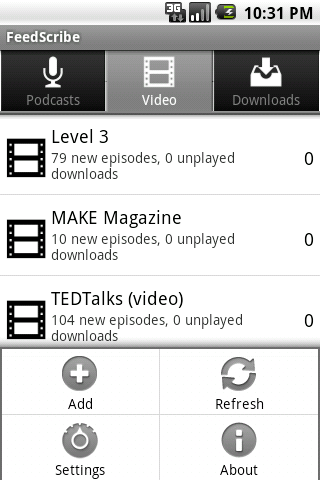 3G 10:31 PM
FeedScribe
Podcasts Video Downloads
Level 3
79 new episodes, 0 unplayed
downloads
0
MAKE Magazine
10 new episodes, 0 unplayed
downloads
0
TEDTalks (video)
104 new episodes, 0 unplayed
downloads
0
Add Refresh
Settings About